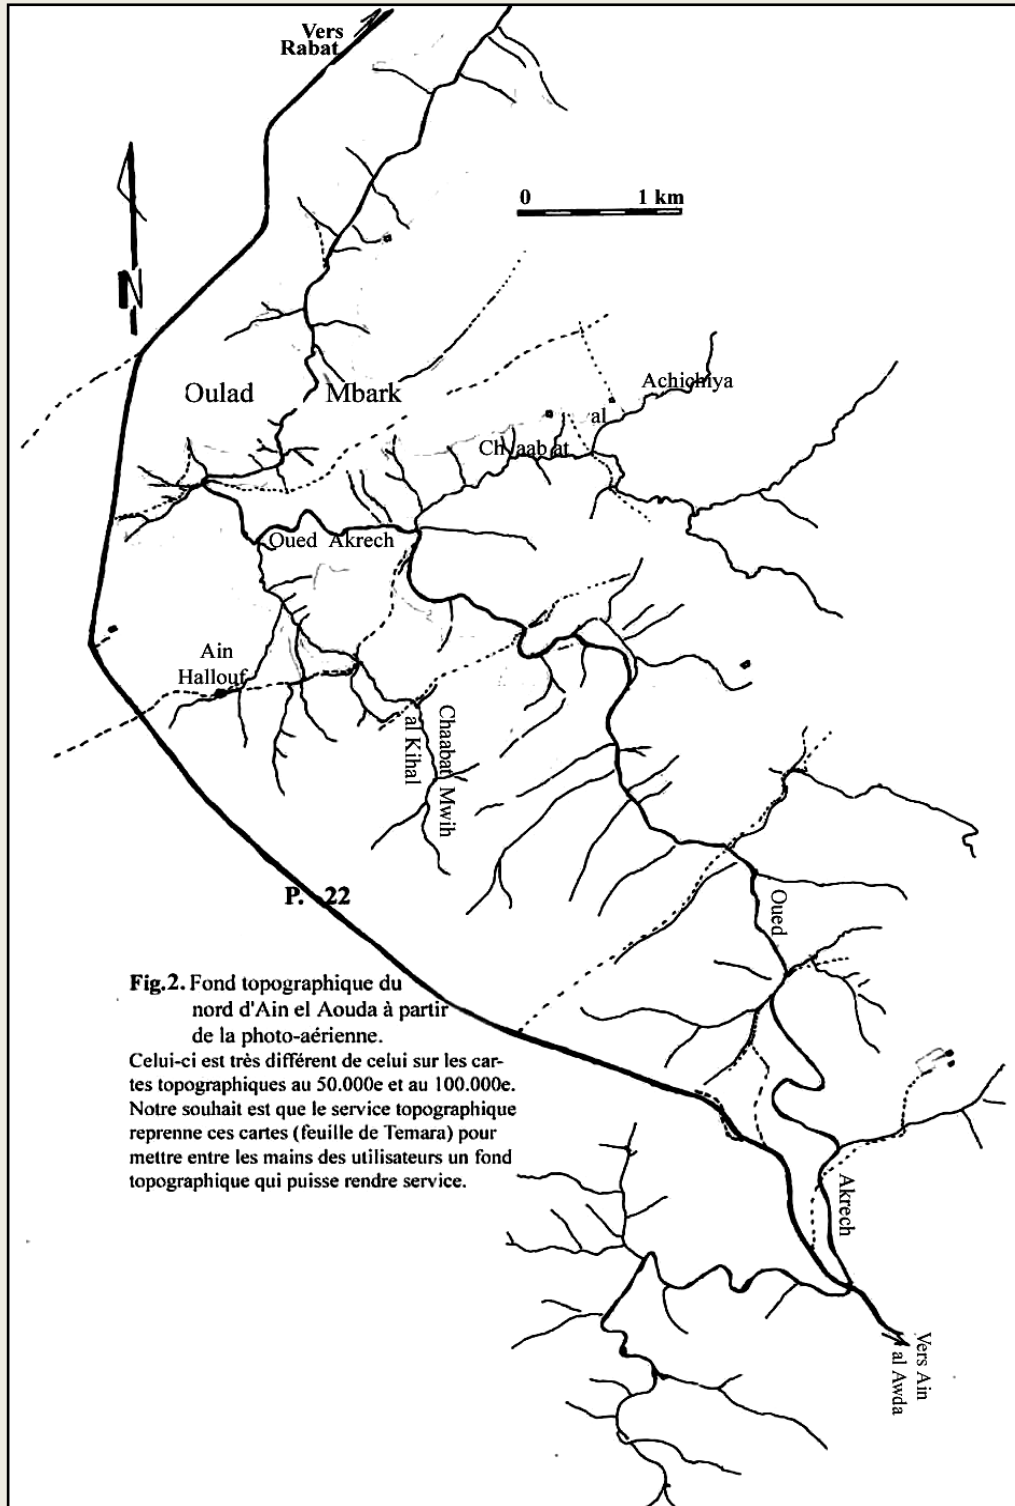 Vers
Rabat
0 1 km
N
Oulad Mbark
Achichiya
al
Chaabat
Oued Akrech
Ain
Hallouf
Chaabat Mwih
al Kihal
P. 22
Oued
Akrech
Fig.2. Fond topographique du
nord d'Ain el Aouda à partir
de la photo-aérienne.
Celui-ci est très différent de celui sur les car-
tes topographiques au 50.000e et au 100.000e.
Notre souhait est que le service topographique
reprenne ces cartes (feuille de Temara) pour
mettre entre les mains des utilisateurs un fond
topographique qui puisse rendre service.
Vers Ain
al Awda